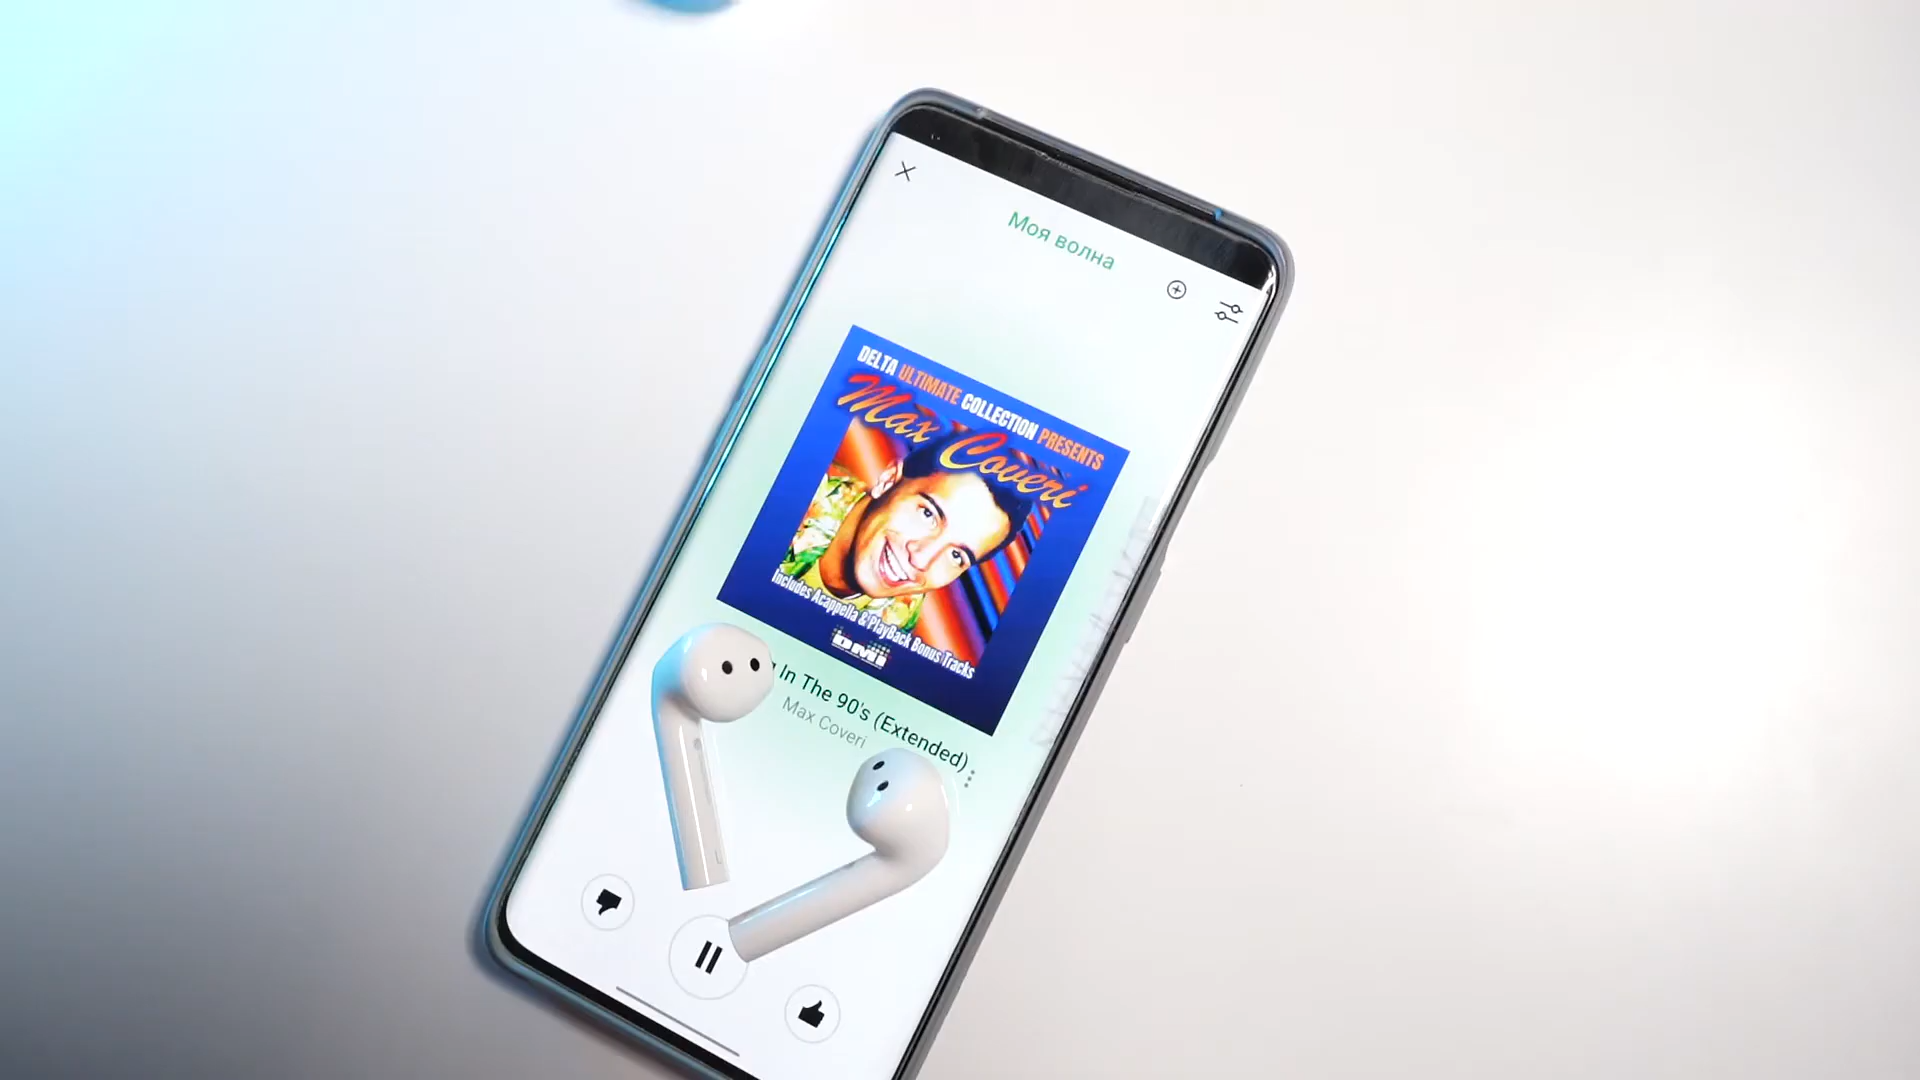 Моя волна
DELTA ULTIMATE COLLECTION PRESENTS
Max Coveri
Includes Acappella & PlayBack Bonus Tracks
DMI
In The 90's (Extended)
Max Coveri